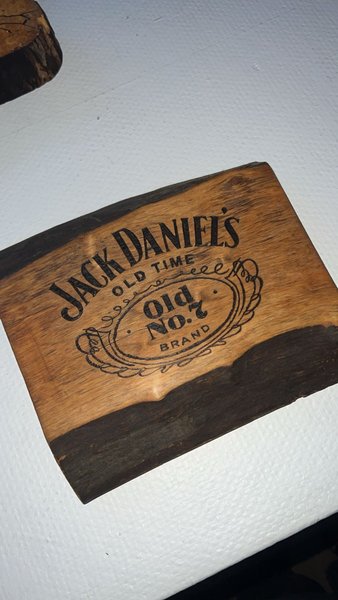 JACK DANIEL'S
OLD TIME
Old
No.7
BRAND